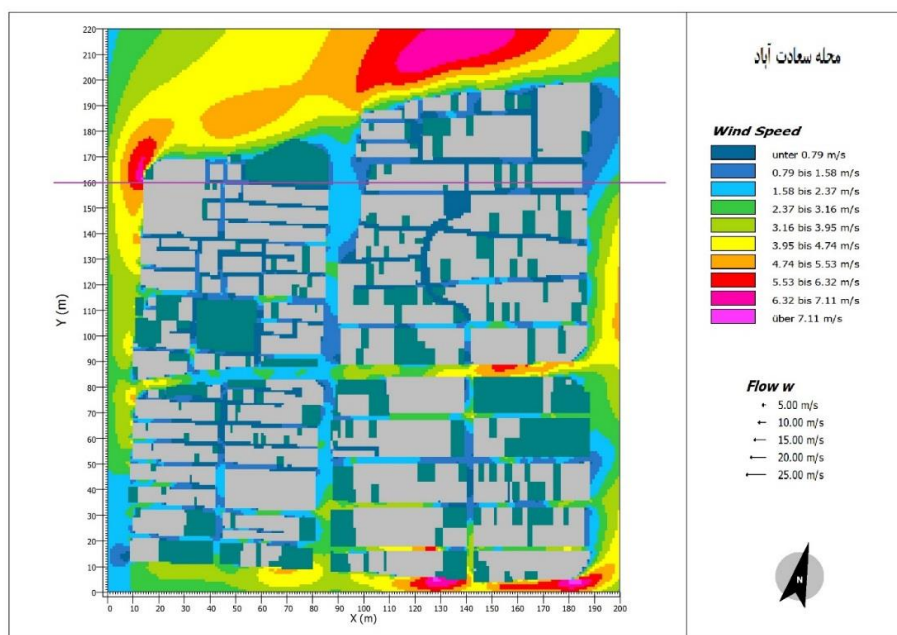 محله سعادت آباد
Wind Speed
unter 0.79 m/s
0.79 bis 1.58 m/s
1.58 bis 2.37 m/s
2.37 bis 3.16 m/s
3.16 bis 3.95 m/s
3.95 bis 4.74 m/s
4.74 bis 5.53 m/s
5.53 bis 6.32 m/s
6.32 bis 7.11 m/s
über 7.11 m/s
Flow w
5.00 m/s
10.00 m/s
15.00 m/s
20.00 m/s
25.00 m/s
N
Y (m)
220
210
200
190
180
170
160
150
140
130
120
110
100
90
80
70
60
50
40
30
20
10
0
0 10 20 30 40 50 60 70 80 90 100 110 120 130 140 150 160 170 180 190 200
X (m)